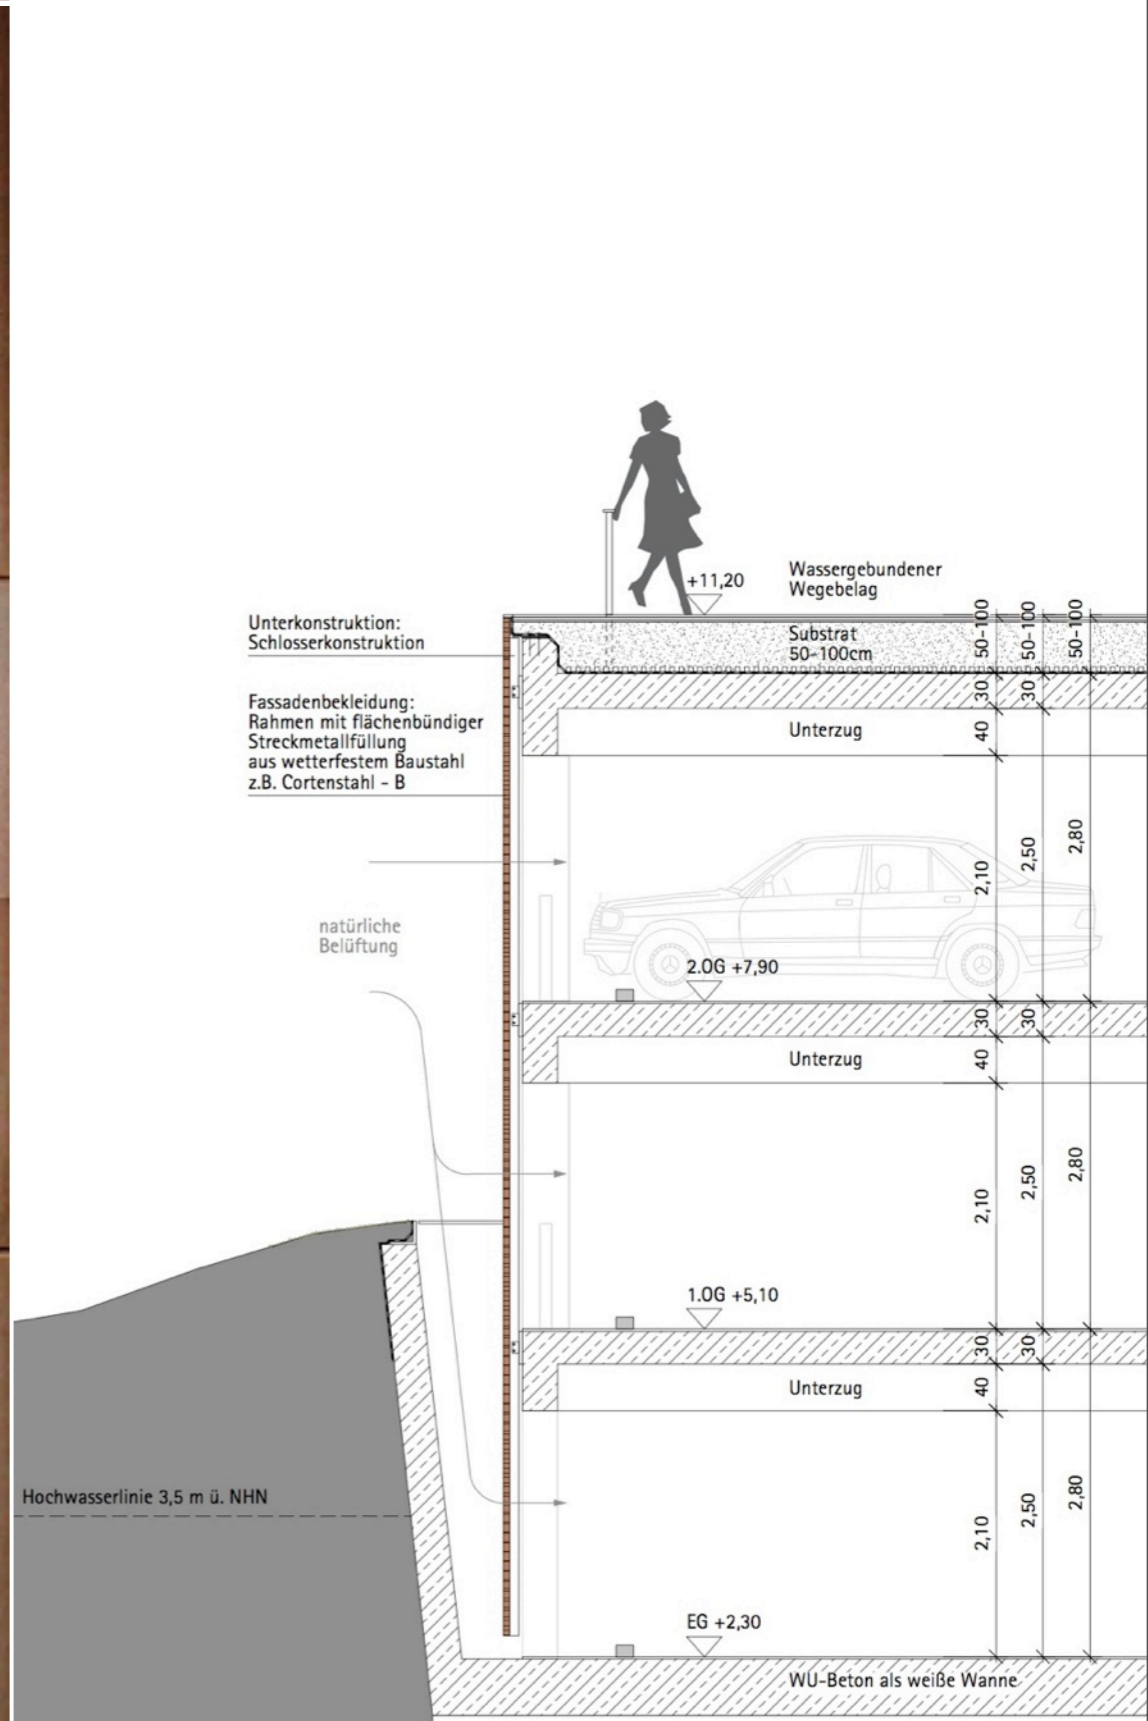 +11,20
Wassergebundener
Wegebelag
Unterkonstruktion:
Schlosserkonstruktion
Substrat
50-100cm
50-100
50-100
50-100
Fassadenbekleidung:
Rahmen mit flächenbündiger
Streckmetallfüllung
aus wetterfestem Baustahl
z.B. Cortenstahl - B
30
30
Unterzug
40
2,10
2,50
2,80
natürliche
Belüftung
2.OG +7,90
30
30
Unterzug
40
2,10
2,50
2,80
1.OG +5,10
30
30
Unterzug
40
Hochwasserlinie 3,5 m ü. NHN
2,10
2,50
2,80
EG +2,30
WU-Beton als weiße Wanne